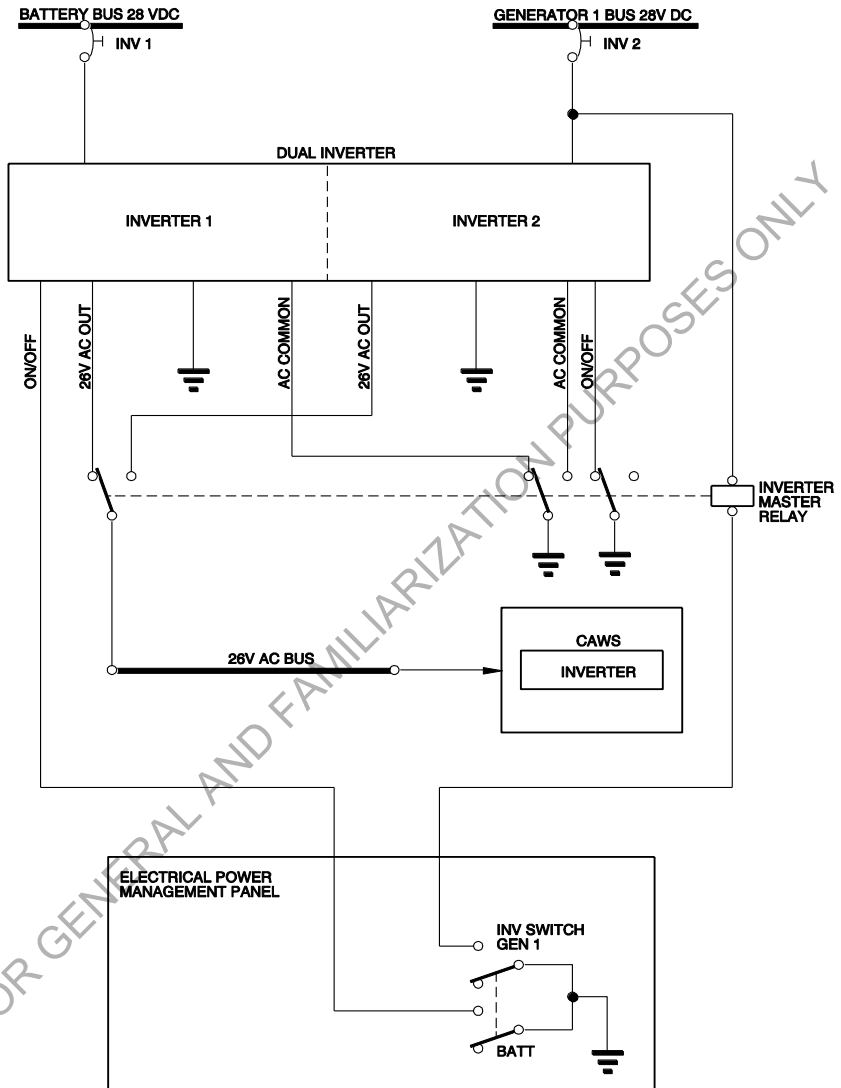 BATTERY BUS 28 VDC
GENERATOR 1 BUS 28V DC
INV 1
INV 2
DUAL INVERTER
INVERTER 1
INVERTER 2
ON/OFF
26V AC OUT
AC COMMON
26V AC OUT
AC COMMON
ON/OFF
INVERTER
MASTER
RELAY
CAWS
INVERTER
26V AC BUS
ELECTRICAL POWER
MANAGEMENT PANEL
INV SWITCH
GEN 1
BATT
OR GENERAL AND FAMILIARIZATION PURPOSES ONLY